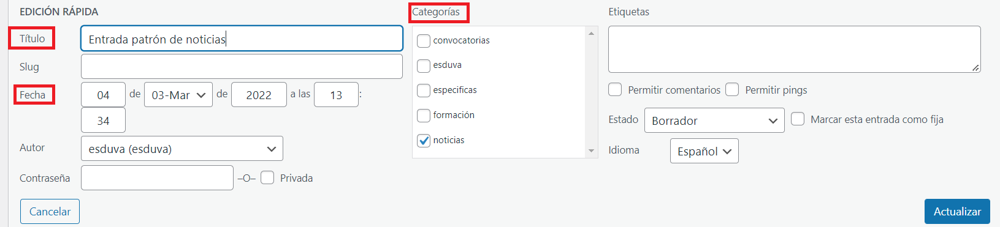 EDICIÓN RÁPIDA
Título
Entrada patrón de noticias
Slug
Fecha
04 de 03-Mar de 2022 a las 13 :
34
Autor
esduva (esduva)
Contraseña
–O– Privada
Cancelar
Categorías
convocatorias
esduva
especificas
formación
noticias
Etiquetas
Permitir comentarios Permitir pings
Estado Borrador Marcar esta entrada como fija
Idioma Español
Actualizar